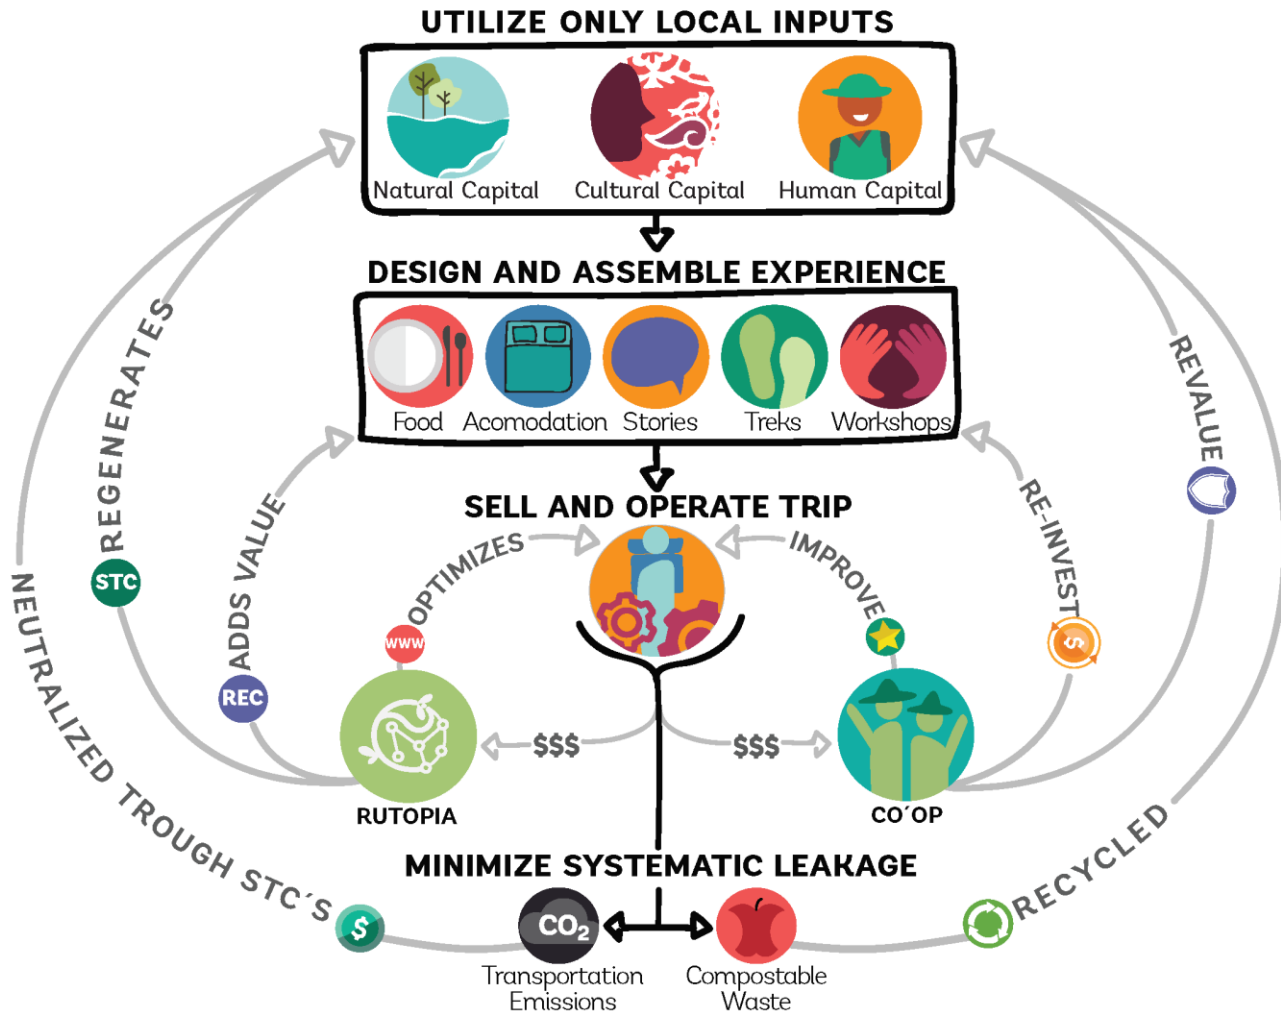 UTILIZE ONLY LOCAL INPUTS
Natural Capital
Cultural Capital
Human Capital
DESIGN AND ASSEMBLE EXPERIENCE
Food
Acomodation
Stories
Treks
Workshops
SELL AND OPERATE TRIP
OPTIMIZES
IMPROVE
WWW
REGENERATES
STC
ADDS VALUE
REC
REVALUE
RE-INVEST
$
$$$
$$$
RUTOPIA
CO´OP
MINIMIZE SYSTEMATIC LEAKAGE
NEUTRALIZED TROUGH STC´S
$
RECYCLED
CO2
Transportation
Emissions
Compostable
Waste